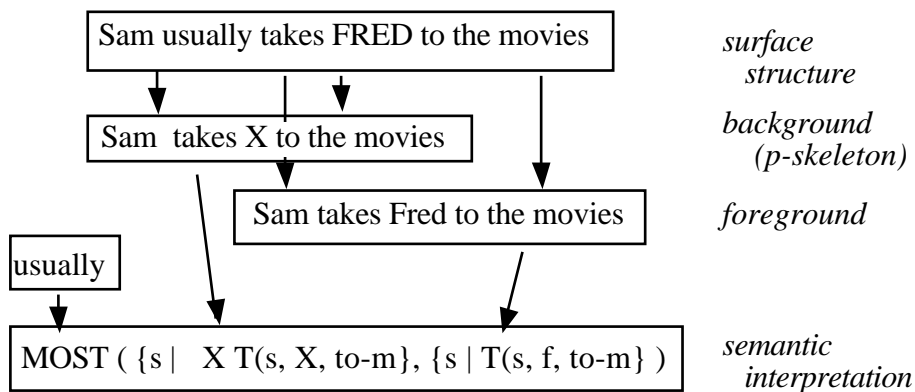 Sam usually takes FRED to the movies
surface
structure
Sam takes X to the movies
background
(p-skeleton)
Sam takes Fred to the movies
foreground
usually
MOST ( {s | X T(s, X, to-m}, {s | T(s, f, to-m} )
semantic
interpretation